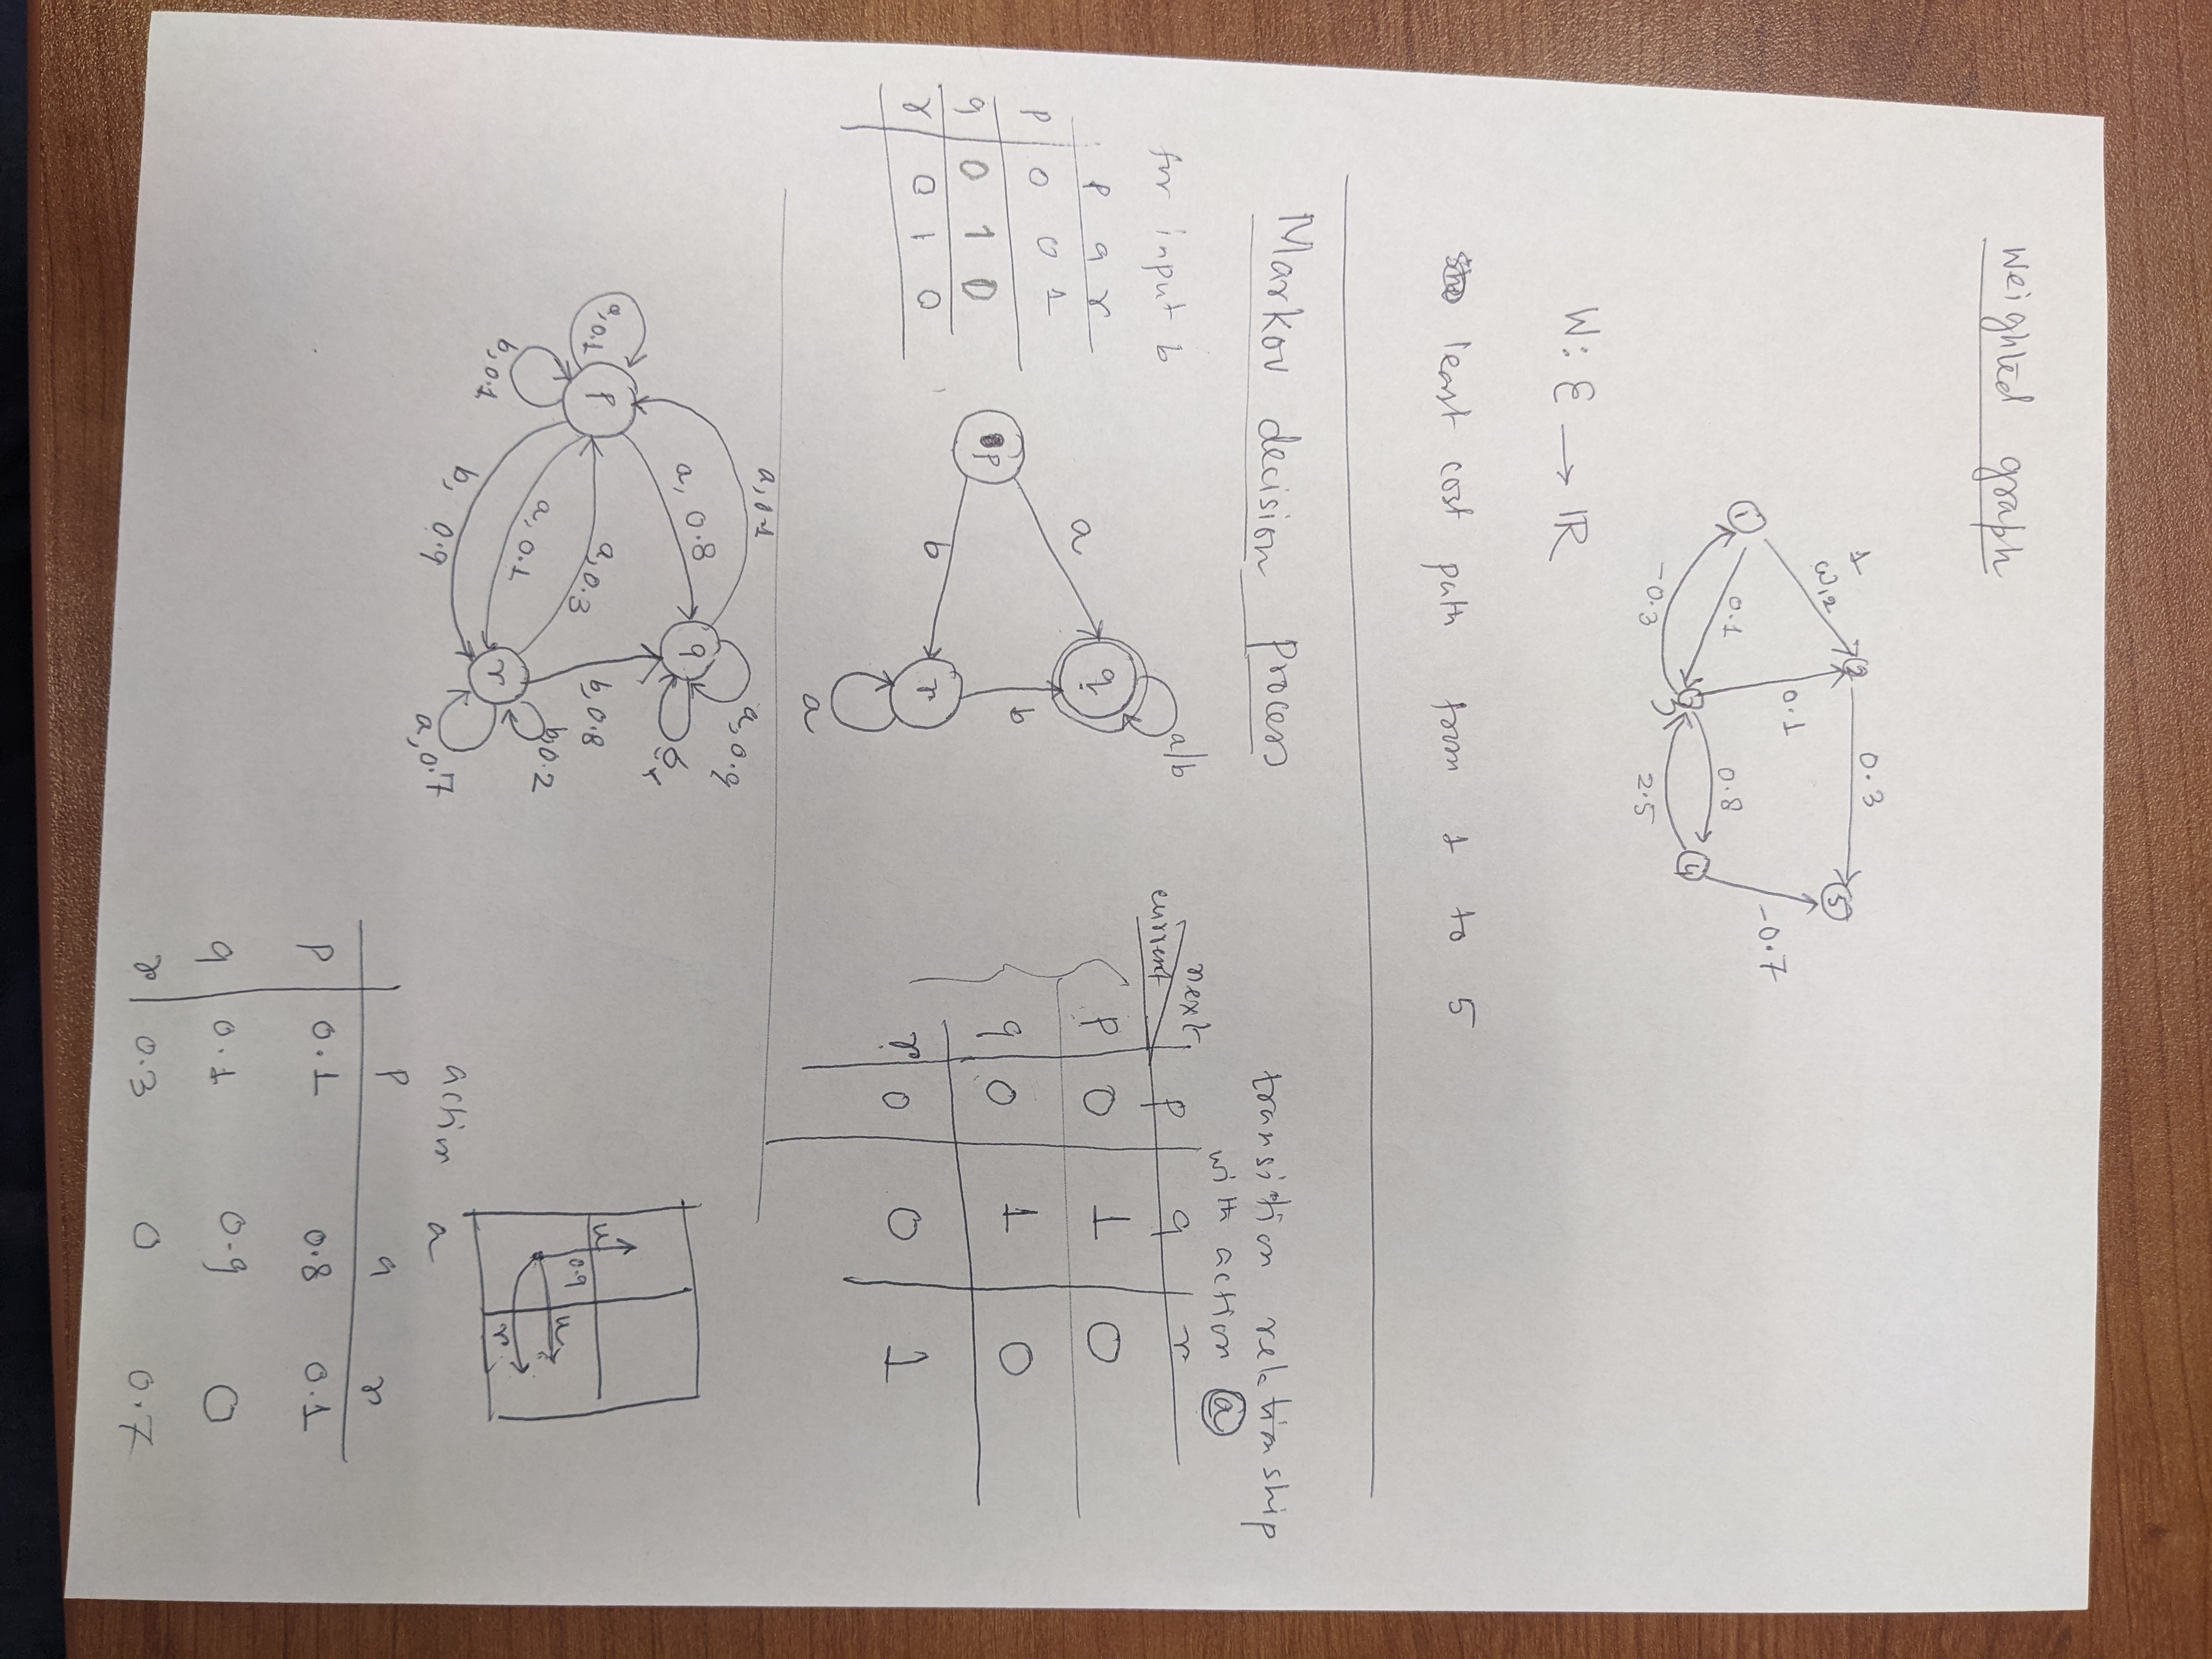 Weighted graph
1
w12
0.3
1
2
5
0.1
0.1
-0.7
-0.3
0.8
3
4
2.5
W: E → R
least cost path from 1 to 5
Markov decision process
transition relationship
with action a
for input b
p q r
p 0 0 1
q 0 1 0
r 0 1 0
a
a/b
p
q
b
b
r
a
next
current
p q r
p 0 1 0
q 0 1 0
r 0 0 1
a, 0.1
a, 0.1
a, 0.8
a, 0.9
p
q
b, 1
b, 0.1
a, 0.3
b, 0.8
a, 0.1
b, 0.2
b, 0.9
r
a, 0.7
u
0.9
u
r
action a
p q r
p 0.1 0.8 0.1
q 0.1 0.9 0
r 0.3 0 0.7